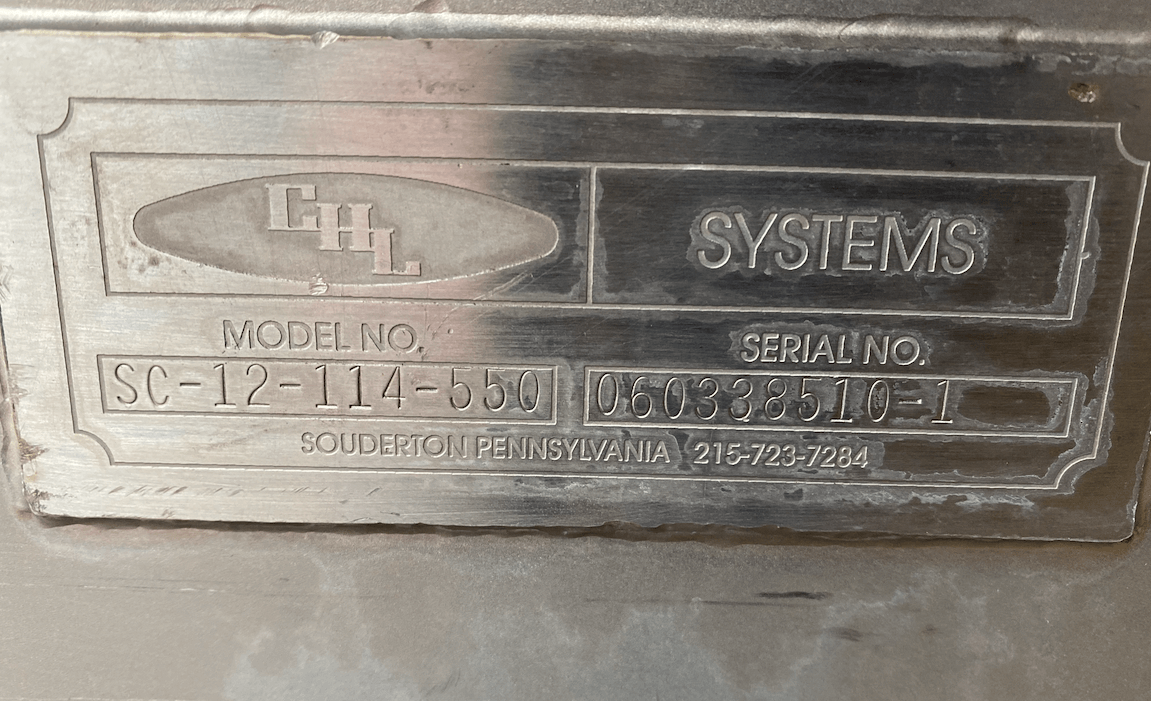 CHL SYSTEMS
MODEL NO. SERIAL NO.
SC-12-114-550 060338510-1
SOUDERTON PENNSYLVANIA 215-723-7284